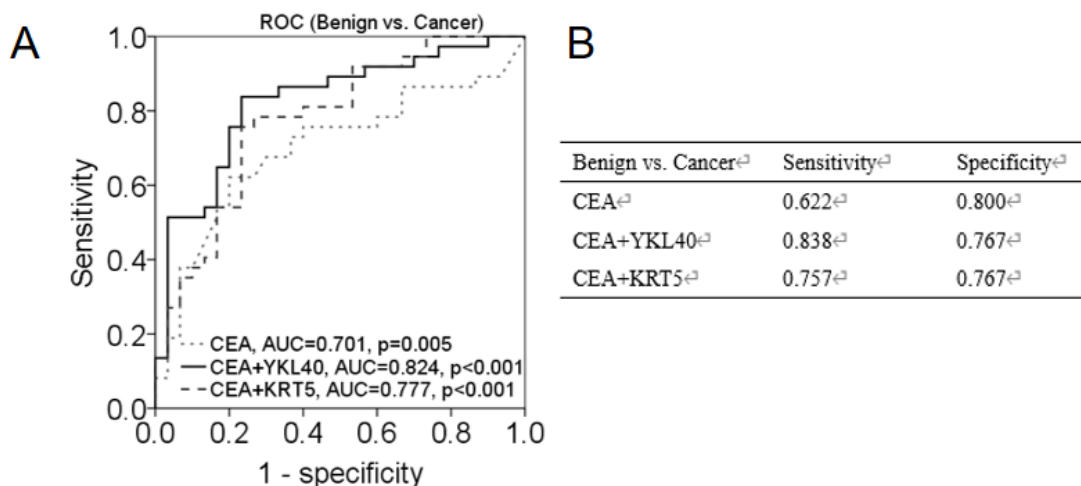 A
ROC (Benign vs. Cancer)
1.0
0.8
0.6
0.4
0.2
0.0
Sensitivity
CEA, AUC=0.701, p=0.005
CEA+YKL40, AUC=0.824, p<0.001
CEA+KRT5, AUC=0.777, p<0.001
0.0 0.2 0.4 0.6 0.8 1.0
1 - specificity
B
Benign vs. Cancer↵ Sensitivity↵ Specificity↵
CEA↵ 0.622↵ 0.800↵
CEA+YKL40↵ 0.838↵ 0.767↵
CEA+KRT5↵ 0.757↵ 0.767↵